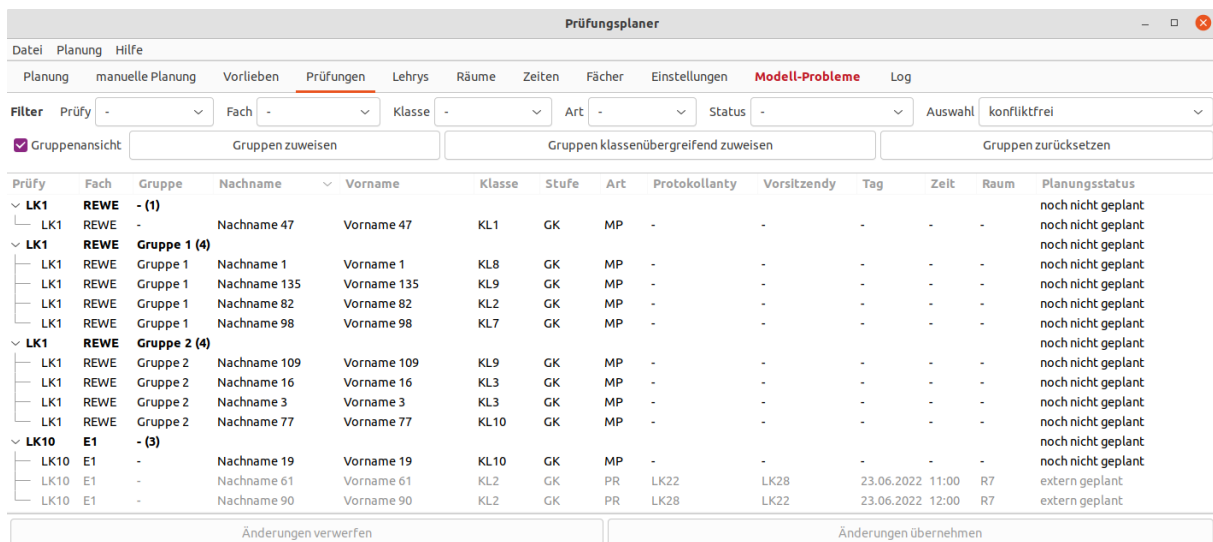 Prüfungsplaner
Datei Planung Hilfe
Planung manuelle Planung Vorlieben Prüfungen Lehrys Räume Zeiten Fächer Einstellungen Modell-Probleme Log
Filter Prüfy - Fach - Klasse - Art - Status - Auswahl konfliktfrei
Gruppenansicht Gruppen zuweisen Gruppen klassenübergreifend zuweisen Gruppen zurücksetzen
Prüfy Fach Gruppe Nachname Vorname Klasse Stufe Art Protokollanty Vorsitzendy Tag Zeit Raum Planungsstatus
LK1 REWE - (1) noch nicht geplant
LK1 REWE - Nachname 47 Vorname 47 KL1 GK MP - - - - - noch nicht geplant
LK1 REWE Gruppe 1 (4) noch nicht geplant
LK1 REWE Gruppe 1 Nachname 1 Vorname 1 KL8 GK MP - - - - - noch nicht geplant
LK1 REWE Gruppe 1 Nachname 135 Vorname 135 KL9 GK MP - - - - - noch nicht geplant
LK1 REWE Gruppe 1 Nachname 82 Vorname 82 KL2 GK MP - - - - - noch nicht geplant
LK1 REWE Gruppe 1 Nachname 98 Vorname 98 KL7 GK MP - - - - - noch nicht geplant
LK1 REWE Gruppe 2 (4) noch nicht geplant
LK1 REWE Gruppe 2 Nachname 109 Vorname 109 KL9 GK MP - - - - - noch nicht geplant
LK1 REWE Gruppe 2 Nachname 16 Vorname 16 KL3 GK MP - - - - - noch nicht geplant
LK1 REWE Gruppe 2 Nachname 3 Vorname 3 KL3 GK MP - - - - - noch nicht geplant
LK1 REWE Gruppe 2 Nachname 77 Vorname 77 KL10 GK MP - - - - - noch nicht geplant
LK10 E1 - (3) noch nicht geplant
LK10 E1 - Nachname 19 Vorname 19 KL10 GK MP - - - - - noch nicht geplant
LK10 E1 - Nachname 61 Vorname 61 KL2 GK PR LK22 LK28 23.06.2022 11:00 R7 extern geplant
LK10 E1 - Nachname 90 Vorname 90 KL2 GK PR LK28 LK22 23.06.2022 12:00 R7 extern geplant
Änderungen verwerfen Änderungen übernehmen